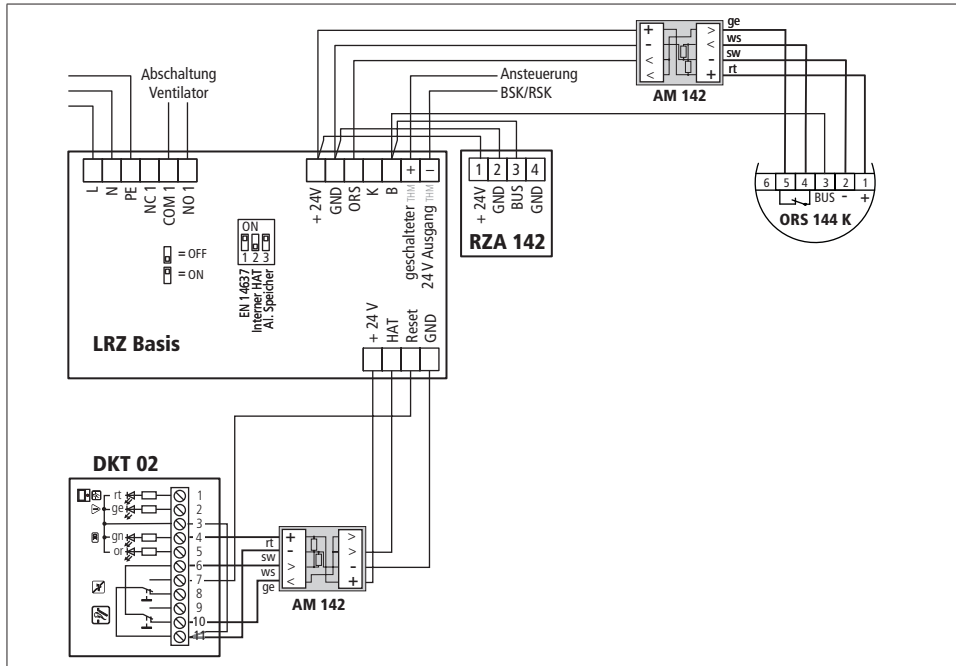 Abschaltung
Ventilator
L
N
PE
NC 1
COM 1
NO 1
ON
1 2 3
EN 14637
Interner HAT
Al. Speicher
= OFF
= ON
LRZ Basis
+ 24V
GND
ORS
K
B
+
–
geschalteter THM
24 V Ausgang THM
Ansteuerung
BSK/RSK
+ 24 V
HAT
Reset
GND
1 2 3 4
+ 24V
GND
BUS
GND
RZA 142
+
-
<
<
>
<
-
+
AM 142
ge
ws
sw
rt
6 5 4 3 2 1
BUS - +
ORS 144 K
DKT 02
rt
ge
gn
or
1
2
3
4
5
6
7
8
9
10
11
rt
sw
ws
ge
+
-
>
<
>
>
-
+
AM 142